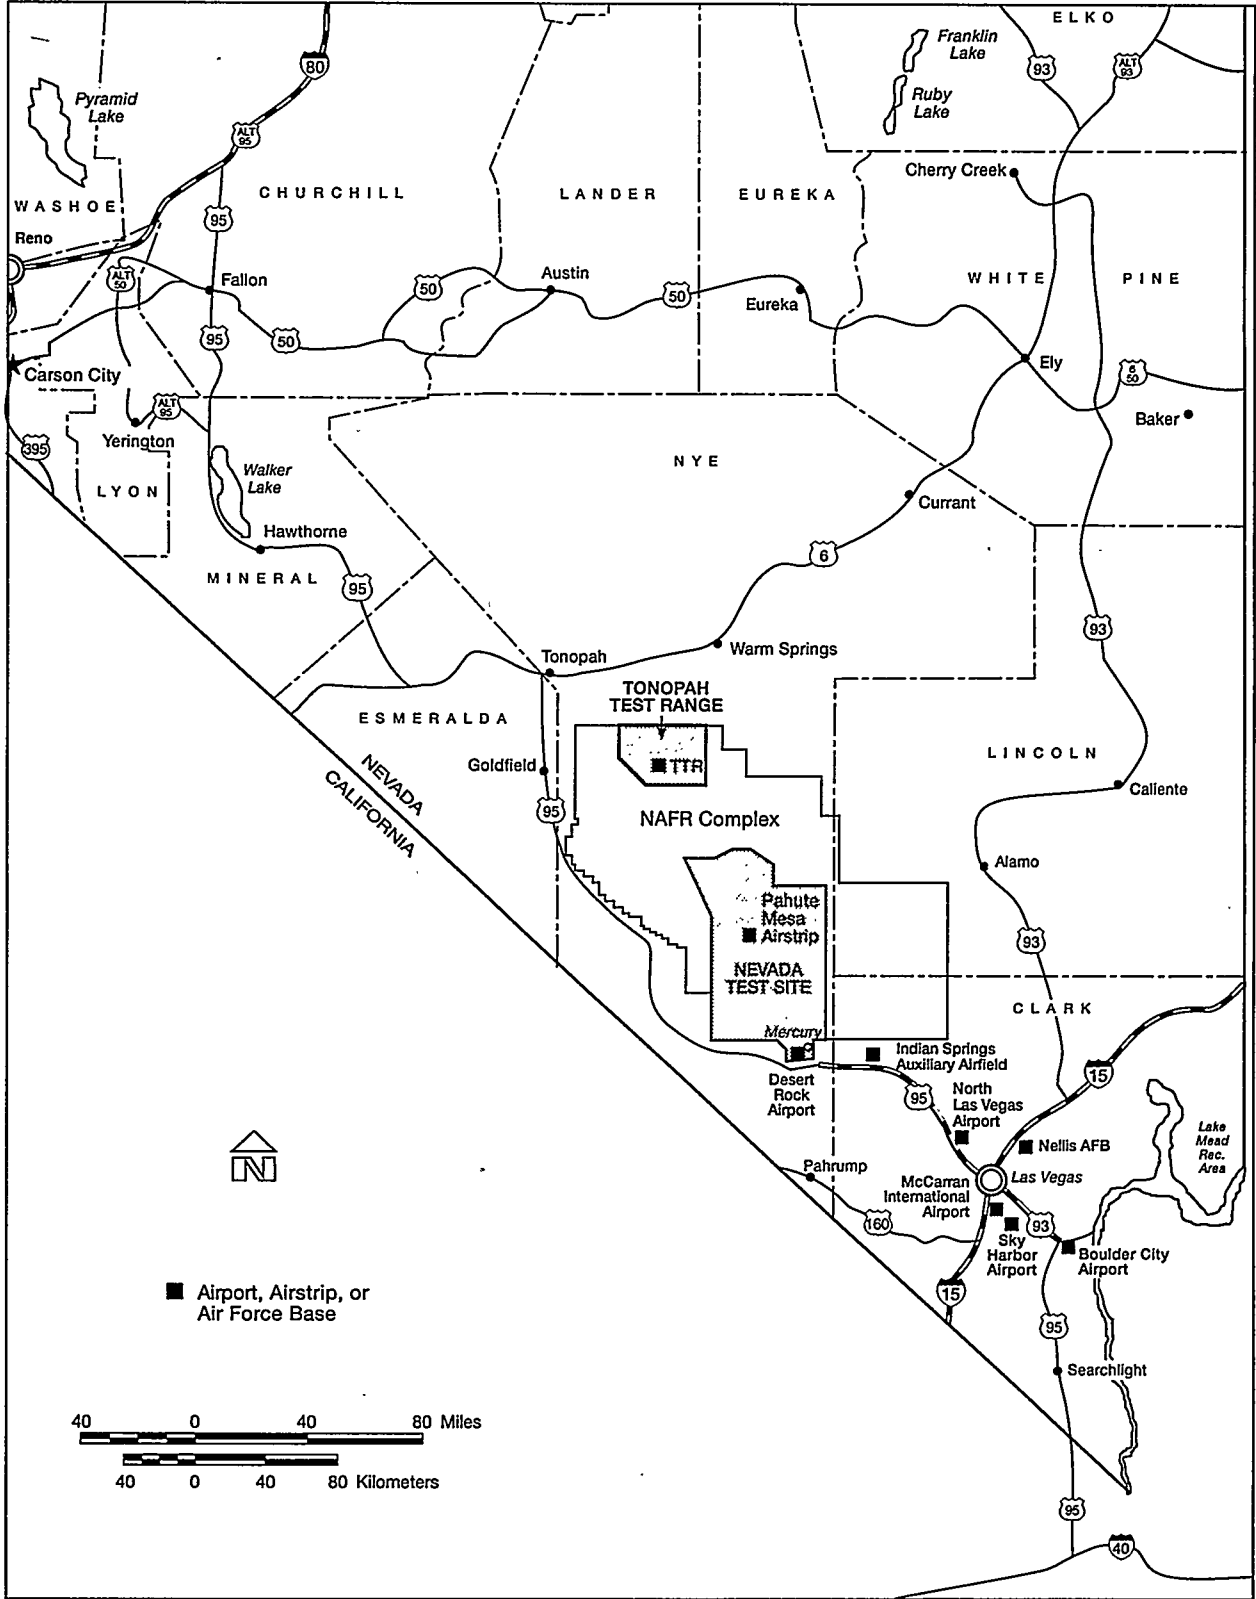 ELKO
Franklin
Lake
80
93
ALT
93
Pyramid
Lake
Ruby
Lake
ALT
95
Cherry Creek
CHURCHILL
LANDER
EUREKA
WASHOE
95
Reno
ALT
50
Fallon
50
Austin
50
Eureka
WHITE PINE
95
50
Ely
6
50
Carson City
ALT
95
Baker
Yerington
395
Walker
Lake
NYE
LYON
Currant
Hawthorne
6
MINERAL
95
93
Tonopah
Warm Springs
TONOPAH
TEST RANGE
ESMERALDA
LINCOLN
Goldfield
TTR
NEVADA
CALIFORNIA
Caliente
95
NAFR Complex
Alamo
Pahute
Mesa
Airstrip
93
NEVADA
TEST SITE
CLARK
Mercury
Indian Springs
Auxiliary Airfield
15
Desert
Rock
Airport
95
North
Las Vegas
Airport
Lake
Mead
Rec.
Area
Nellis AFB
Pahrump
McCarran
International
Airport
Las Vegas
160
93
Sky
Harbor
Airport
Boulder City
Airport
N
15
Airport, Airstrip, or
Air Force Base
95
Searchlight
40 0 40 80 Miles
40 0 40 80 Kilometers
95
40